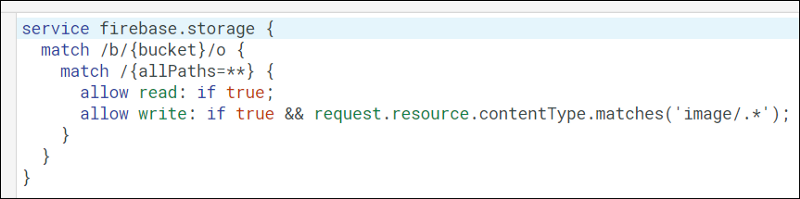 service firebase.storage {
  match /b/{bucket}/o {
    match /{allPaths=**} {
      allow read: if true;
      allow write: if true && request.resource.contentType.matches('image/.*');
    }
  }
}